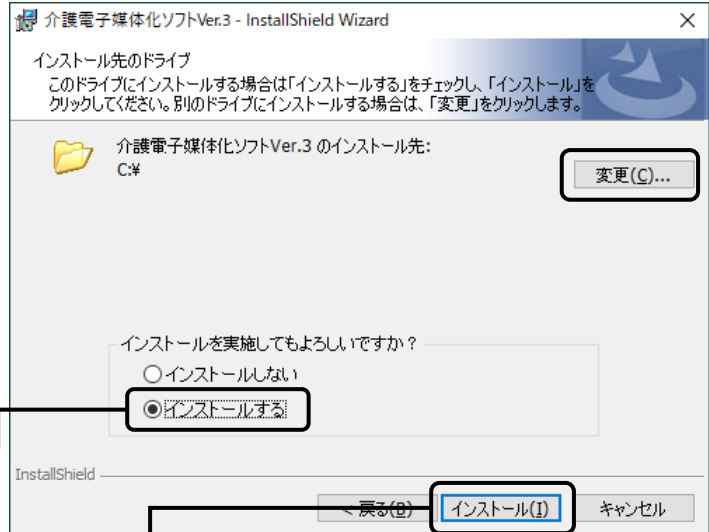 介護電子媒体化ソフトVer.3 - InstallShield Wizard
インストール先のドライブ
このドライブにインストールする場合は「インストールする」をチェックし、「インストール」を
クリックしてください。別のドライブにインストールする場合は、「変更」をクリックします。
介護電子媒体化ソフトVer.3 のインストール先:
C:¥
変更(C)...
インストールを実施してもよろしいですか？
インストールしない
インストールする
InstallShield
< 戻る(B) インストール(I) キャンセル